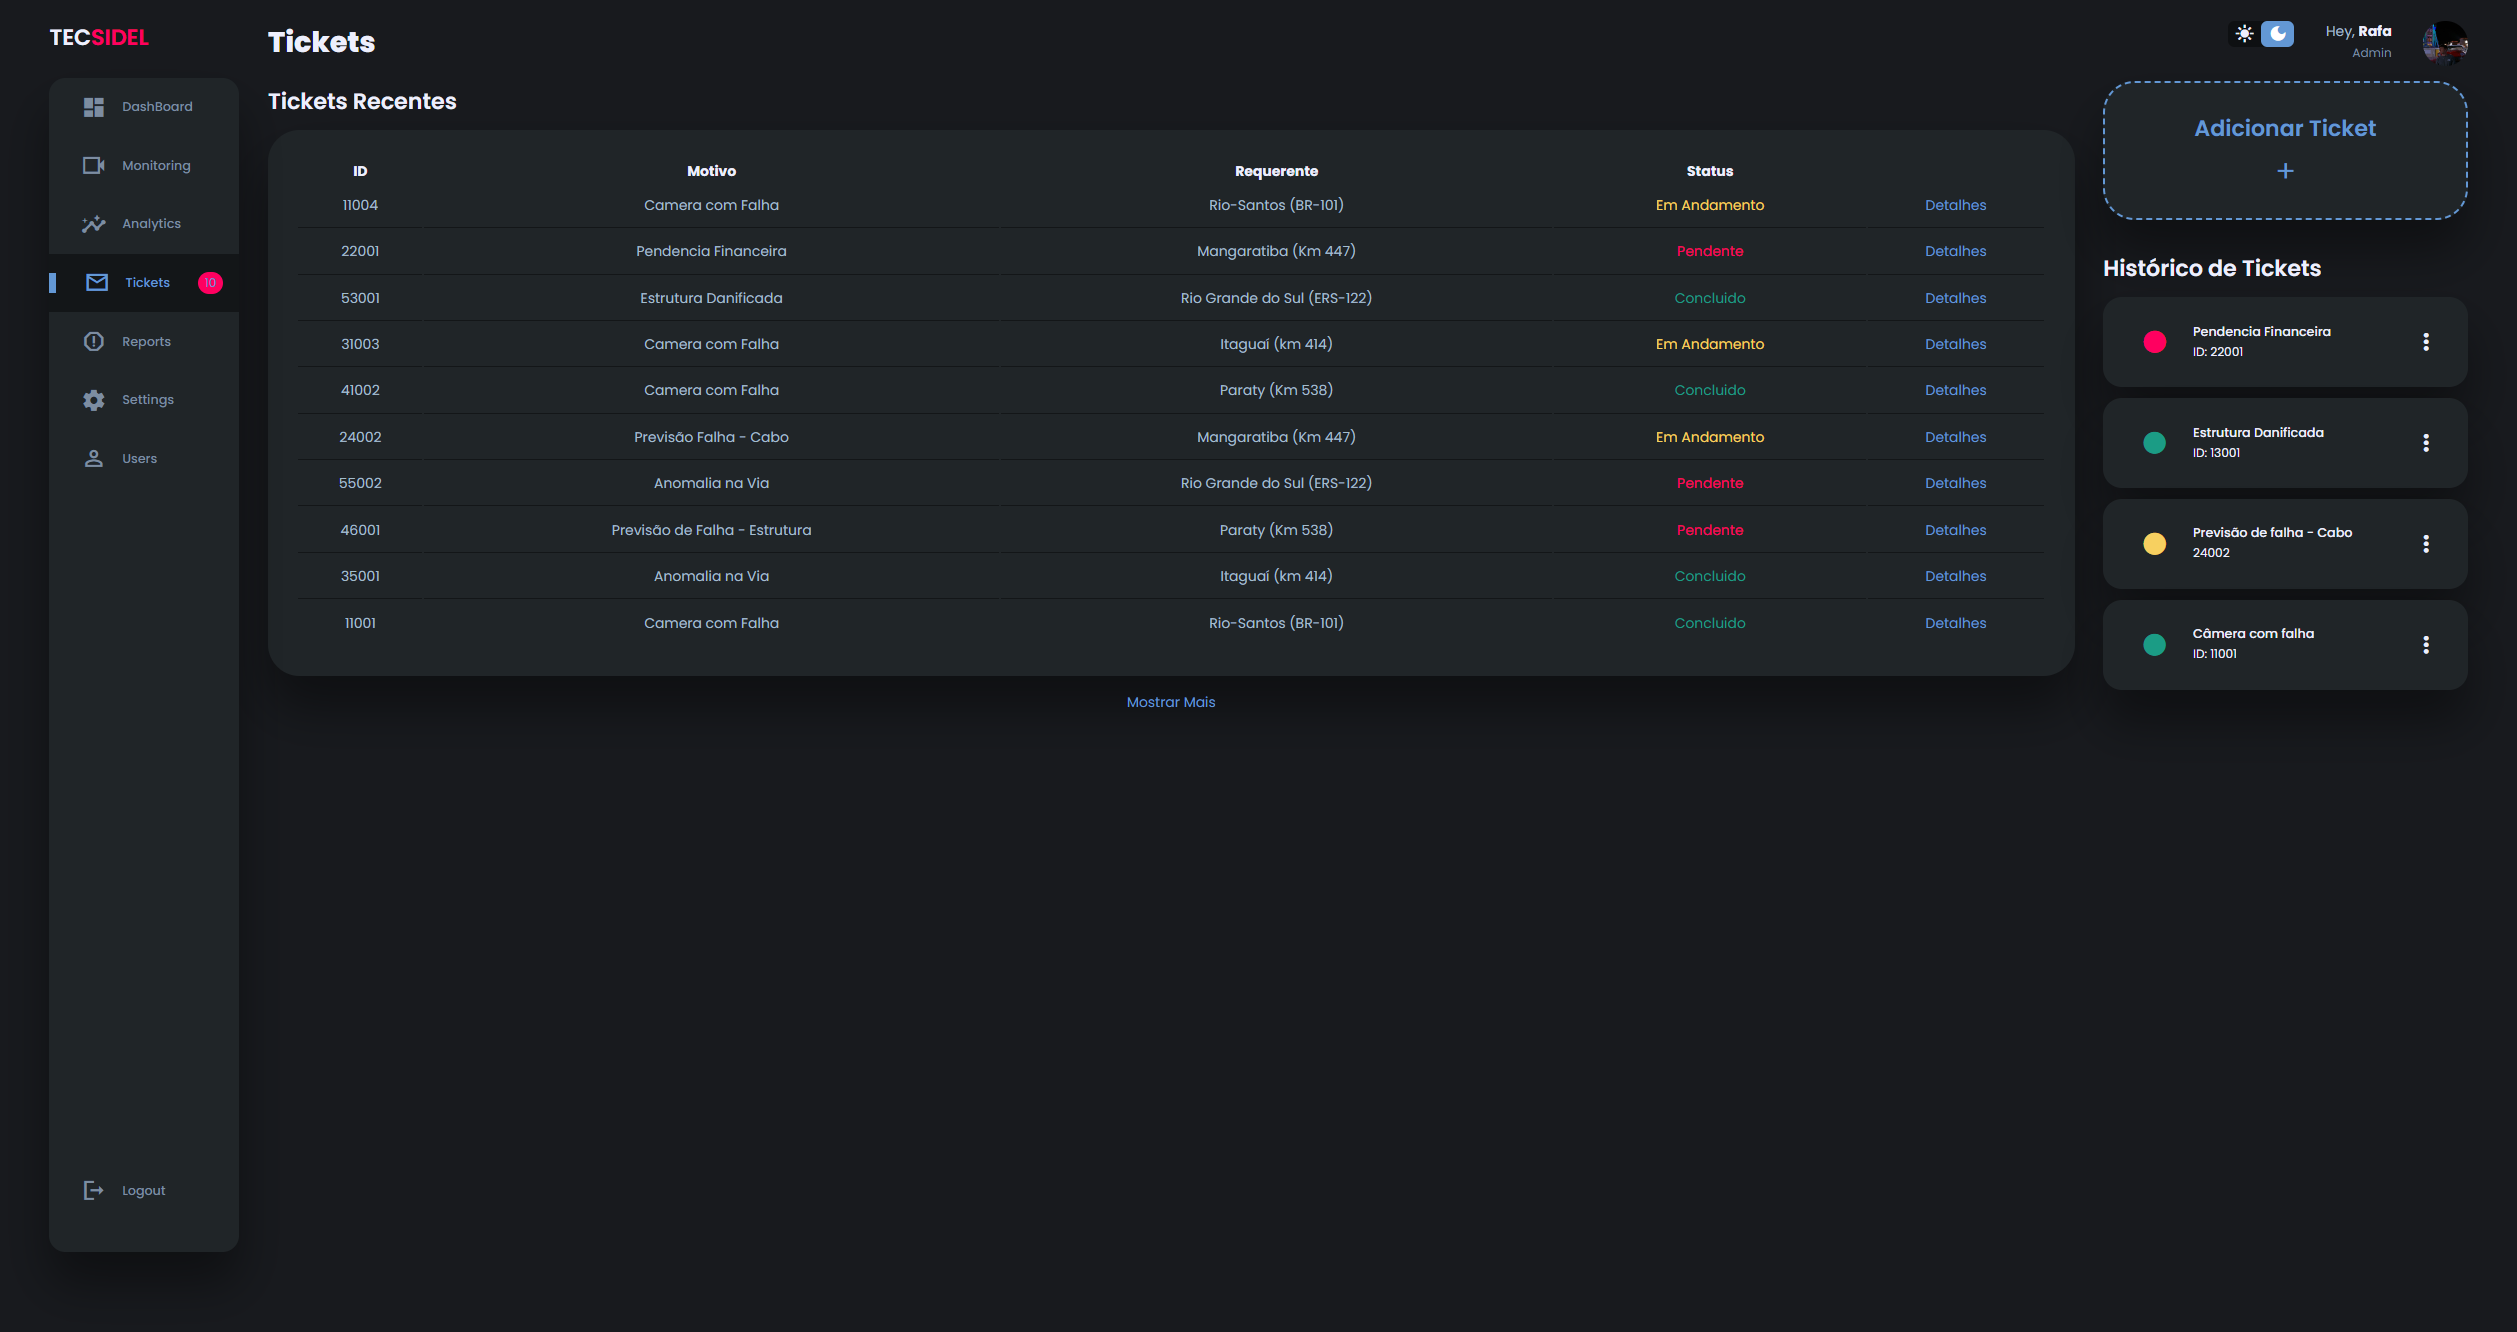 TECSIDEL
DashBoard
Monitoring
Analytics
Tickets 10
Reports
Settings
Users
Logout
Tickets
Tickets Recentes
ID Motivo Requerente Status
11004 Camera com Falha Rio-Santos (BR-101) Em Andamento Detalhes
22001 Pendencia Financeira Mangaratiba (Km 447) Pendente Detalhes
53001 Estrutura Danificada Rio Grande do Sul (ERS-122) Concluido Detalhes
31003 Camera com Falha Itaguaí (km 414) Em Andamento Detalhes
41002 Camera com Falha Paraty (Km 538) Concluido Detalhes
24002 Previsão Falha - Cabo Mangaratiba (Km 447) Em Andamento Detalhes
55002 Anomalia na Via Rio Grande do Sul (ERS-122) Pendente Detalhes
46001 Previsão de Falha - Estrutura Paraty (Km 538) Pendente Detalhes
35001 Anomalia na Via Itaguaí (km 414) Concluido Detalhes
11001 Camera com Falha Rio-Santos (BR-101) Concluido Detalhes
Mostrar Mais
Hey, Rafa
Admin
Adicionar Ticket
+
Histórico de Tickets
Pendencia Financeira
ID: 22001
Estrutura Danificada
ID: 13001
Previsão de falha - Cabo
24002
Câmera com falha
ID: 11001